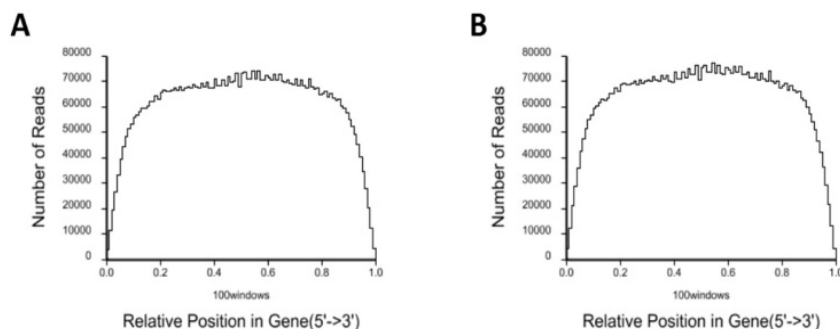 A
Number of Reads
80000
70000
60000
50000
40000
30000
20000
10000
0
0.0 0.2 0.4 0.6 0.8 1.0
100windows
Relative Position in Gene(5'->3')
B
Number of Reads
80000
70000
60000
50000
40000
30000
20000
10000
0
0.0 0.2 0.4 0.6 0.8 1.0
100windows
Relative Position in Gene(5'->3')